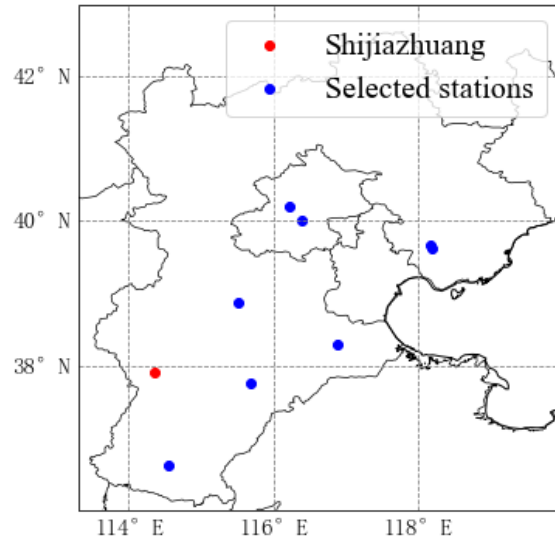 Shijiazhuang
Selected stations
42° N
40° N
38° N
114° E
116° E
118° E